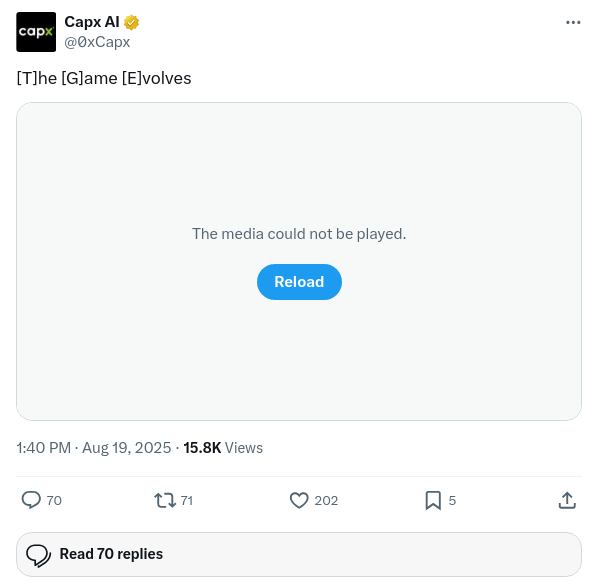 capx
Capx AI
@0xCapx
[T]he [G]ame [E]volves
The media could not be played.
Reload
1:40 PM · Aug 19, 2025 · 15.8K Views
70 71 202 5
Read 70 replies